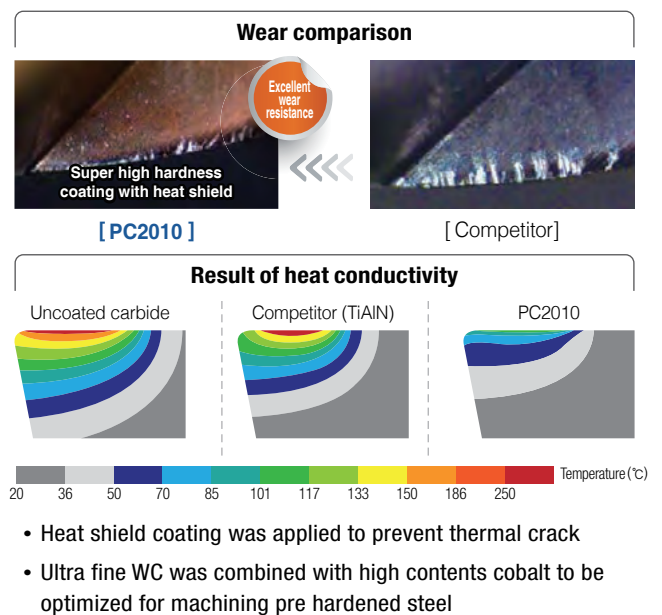 Wear comparison
Excellent
wear
resistance
Super high hardness
coating with heat shield
[ PC2010 ]
[ Competitor]
Result of heat conductivity
Uncoated carbide
Competitor (TiAlN)
PC2010
Temperature (℃)
20 36 50 70 85 101 117 133 150 186 250
• Heat shield coating was applied to prevent thermal crack
• Ultra fine WC was combined with high contents cobalt to be
optimized for machining pre hardened steel